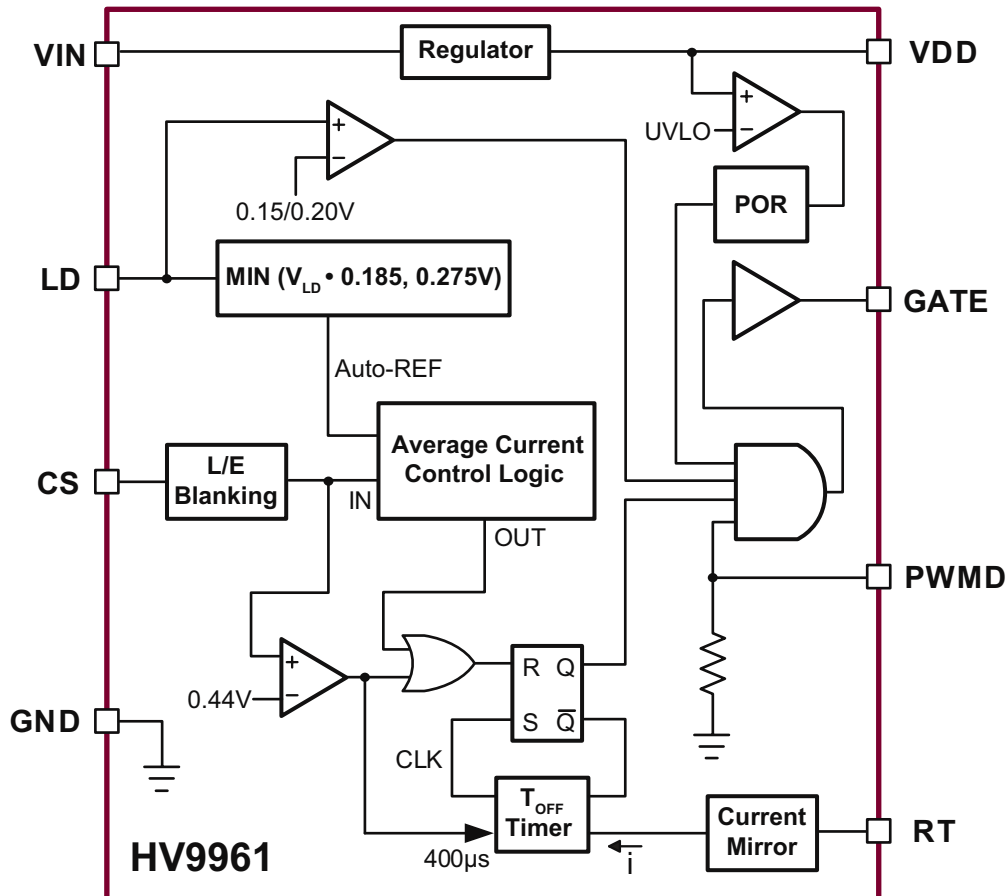 VIN
Regulator
VDD
+
−
UVLO
+
−
0.15/0.20V
POR
LD
MIN (VLD • 0.185, 0.275V)
GATE
Auto-REF
Average Current
Control Logic
CS
L/E
Blanking
IN
OUT
PWMD
+
−
0.44V
R Q
S Q̅
GND
CLK
TOFF
Timer
400µs
i
Current
Mirror
RT
HV9961